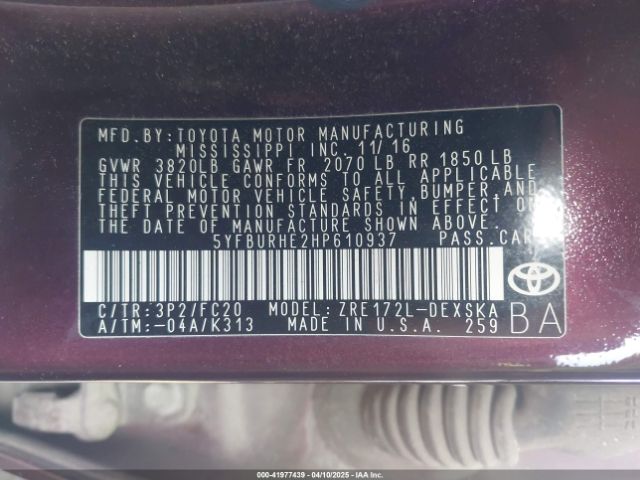 MFD. BY: TOYOTA MOTOR MANUFACTURING
MISSISSIPPI INC. 11/16
GVWR 3820LB GAWR FR 2070 LB RR 1850 LB
THIS VEHICLE CONFORMS TO ALL APPLICABLE
FEDERAL MOTOR VEHICLE SAFETY, BUMPER AND
THEFT PREVENTION STANDARDS IN EFFECT ON
THE DATE OF MANUFACTURE SHOWN ABOVE.
5YFBURHE2HP610937 PASS. CAR
C/TR: 3P2/FC20 MODEL: ZRE172L-DEXSKA
A/TM: -04A/K313 MADE IN U.S.A. 259
BA
000-41977439 - 04/10/2025 - IAA Inc.